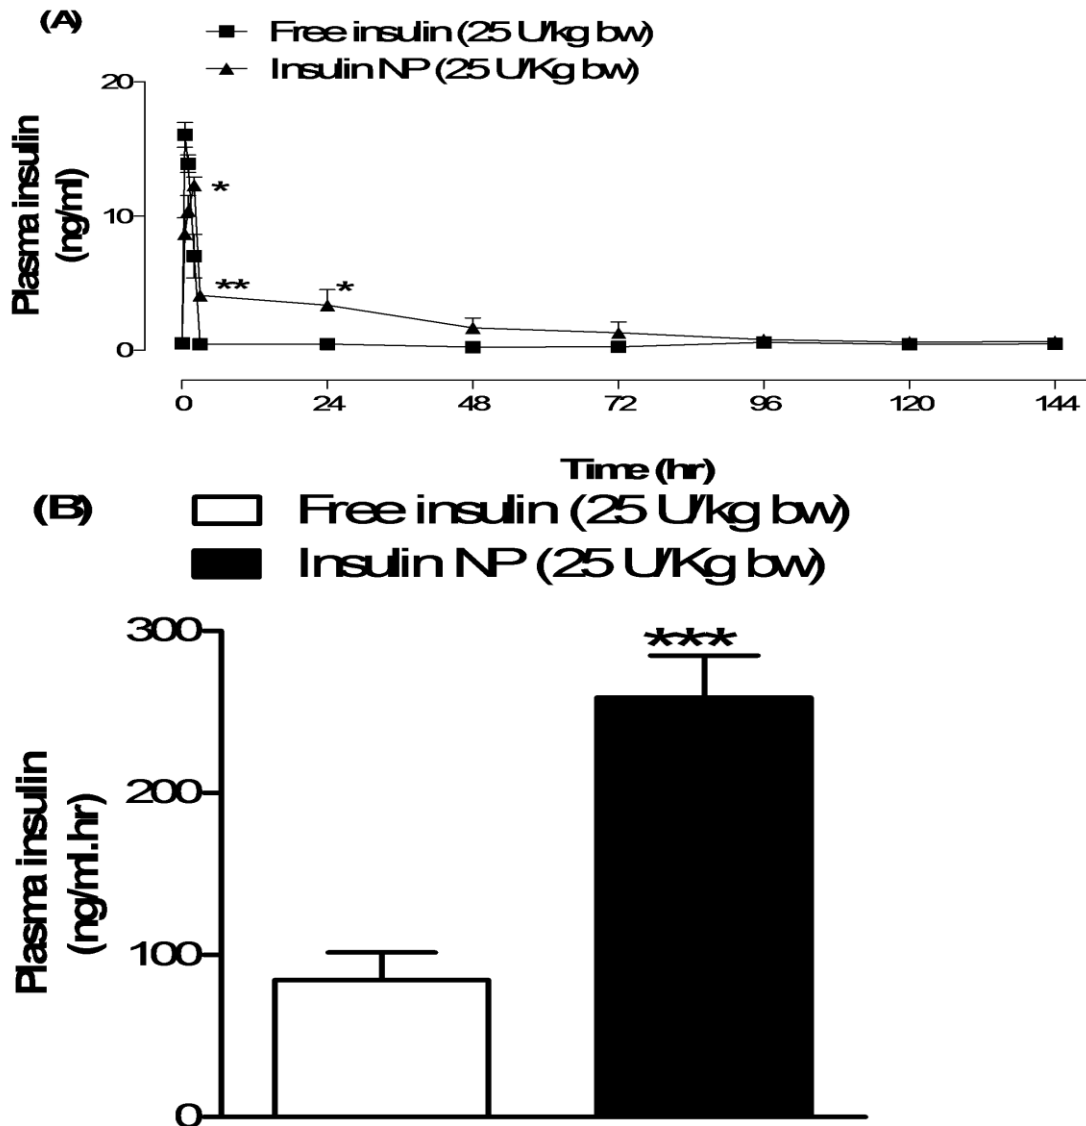 (A)
Free insulin (25 U/kg bw)
Insulin NP (25 U/Kg bw)
20
10
0
Plasma insulin
(ng/ml)
*
**
*
0 24 48 72 96 120 144
Time (hr)
(B)
Free insulin (25 U/kg bw)
Insulin NP (25 U/Kg bw)
300
200
100
0
Plasma insulin
(ng/ml.hr)
***